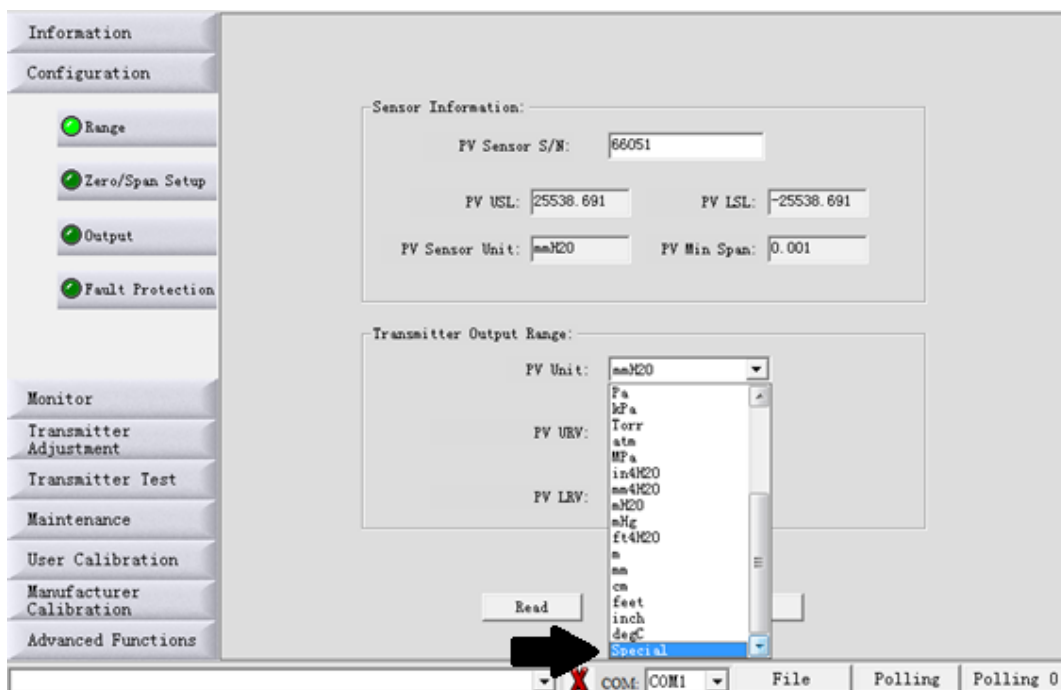 Information
Configuration
Range
Zero/Span Setup
Output
Fault Protection
Monitor
Transmitter
Adjustment
Transmitter Test
Maintenance
User Calibration
Manufacturer
Calibration
Advanced Functions
Sensor Information:
PV Sensor S/N: 66051
PV USL: 25538.691 PV LSL: -25538.691
PV Sensor Unit: mmH2O PV Min Span: 0.001
Transmitter Output Range:
PV Unit: mmH2O
PV URV:
PV LRV:
Pa
kPa
Torr
atm
MPa
in4H2O
mm4H2O
mH2O
mHg
ft4H2O
m
mm
cm
feet
inch
degC
Special
Read
COM: COM1 File Polling Polling 0